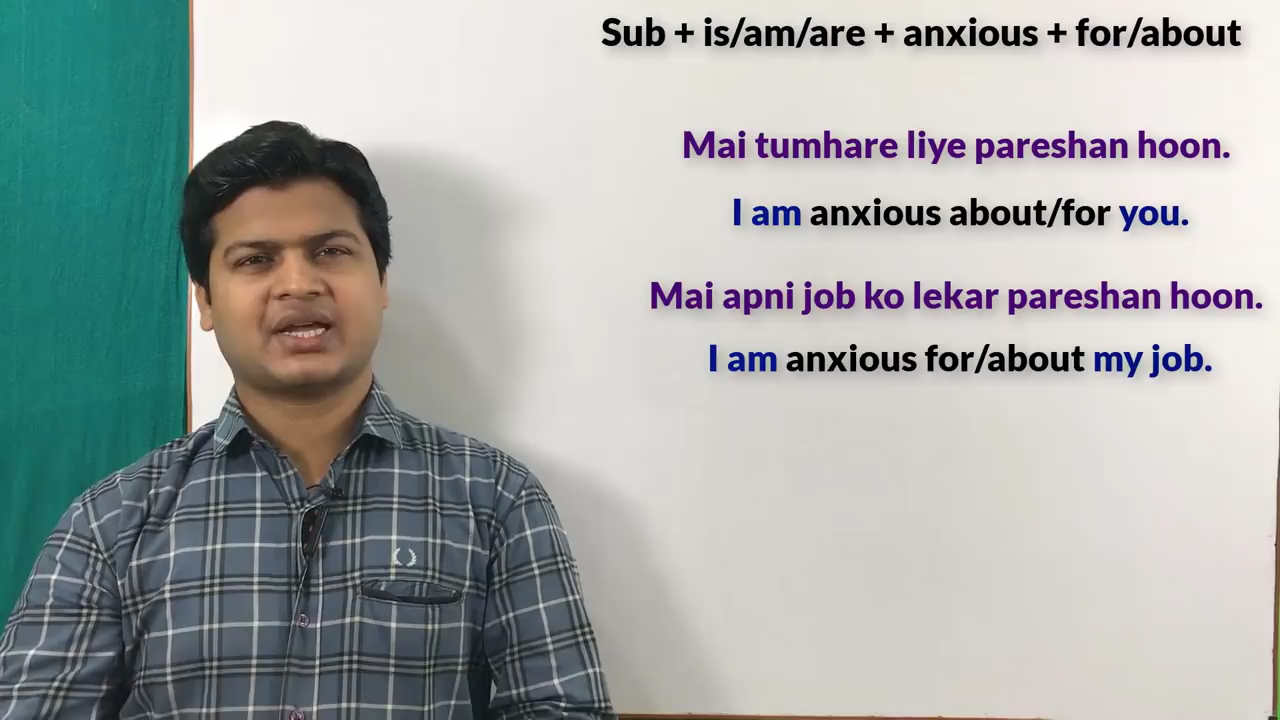 Sub + is/am/are + anxious + for/about
Mai tumhare liye pareshan hoon.
I am anxious about/for you.
Mai apni job ko lekar pareshan hoon.
I am anxious for/about my job.